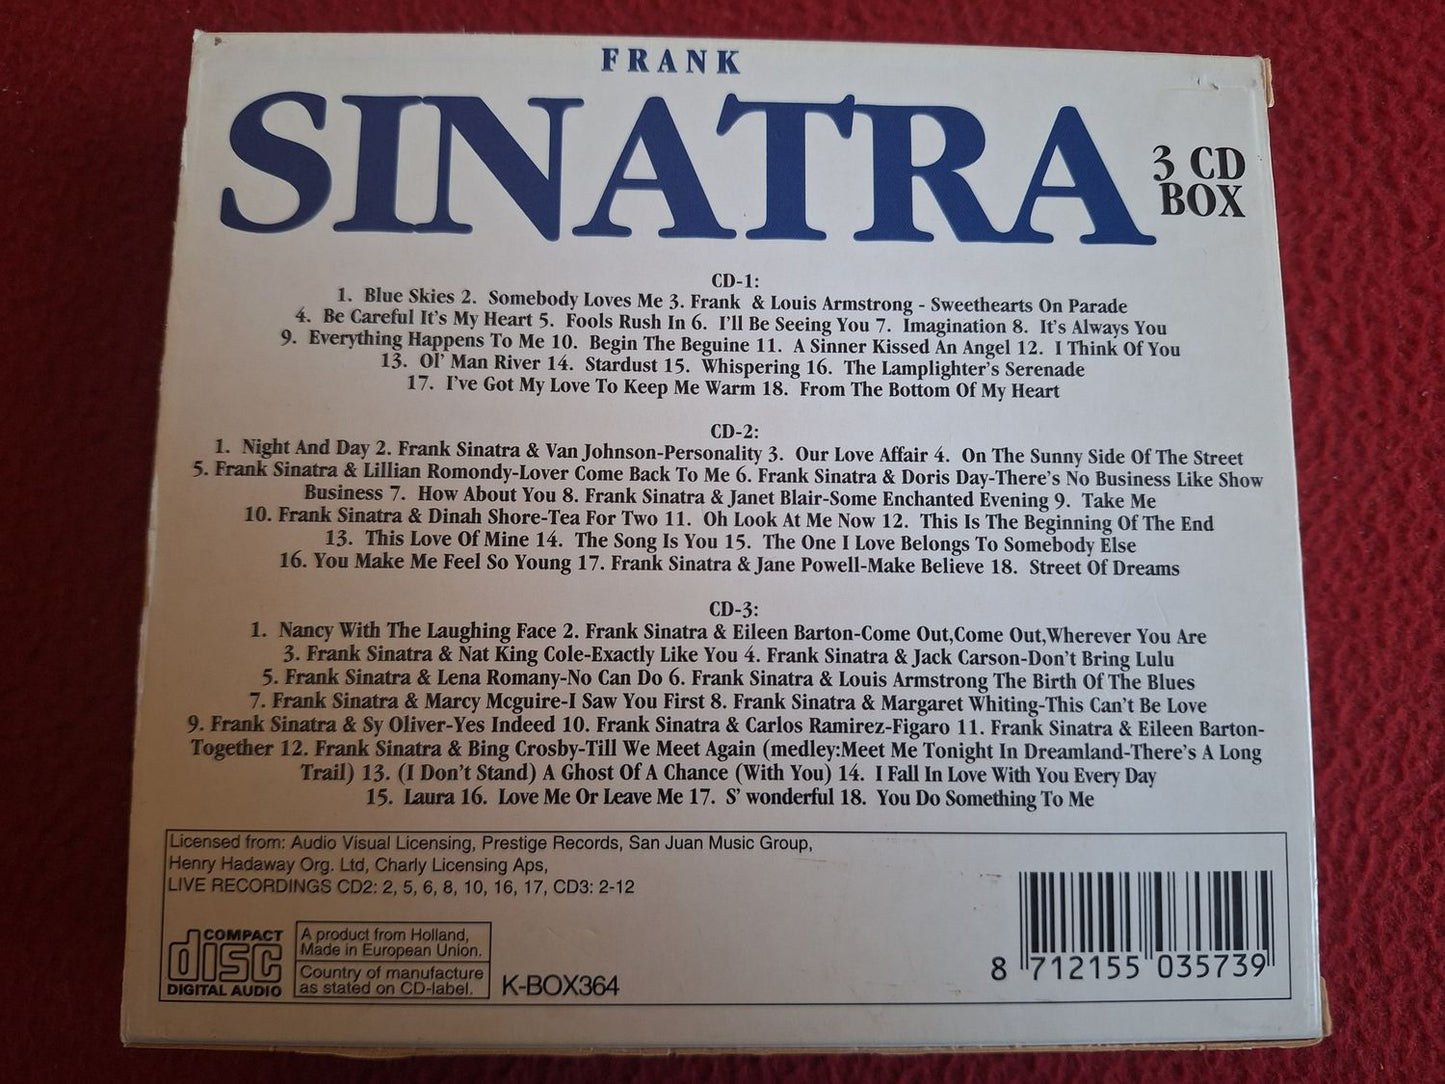 FRANK
SINATRA
3 CD
BOX
CD-1:
1. Blue Skies 2. Somebody Loves Me 3. Frank & Louis Armstrong - Sweethearts On Parade
4. Be Careful It's My Heart 5. Fools Rush In 6. I'll Be Seeing You 7. Imagination 8. It's Always You
9. Everything Happens To Me 10. Begin The Beguine 11. A Sinner Kissed An Angel 12. I Think Of You
13. Ol' Man River 14. Stardust 15. Whispering 16. The Lamplighter's Serenade
17. I've Got My Love To Keep Me Warm 18. From The Bottom Of My Heart
CD-2:
1. Night And Day 2. Frank Sinatra & Van Johnson-Personality 3. Our Love Affair 4. On The Sunny Side Of The Street
5. Frank Sinatra & Lillian Romondy-Lover Come Back To Me 6. Frank Sinatra & Doris Day-There's No Business Like Show
Business 7. How About You 8. Frank Sinatra & Janet Blair-Some Enchanted Evening 9. Take Me
10. Frank Sinatra & Dinah Shore-Tea For Two 11. Oh Look At Me Now 12. This Is The Beginning Of The End
13. This Love Of Mine 14. The Song Is You 15. The One I Love Belongs To Somebody Else
16. You Make Me Feel So Young 17. Frank Sinatra & Jane Powell-Make Believe 18. Street Of Dreams
CD-3:
1. Nancy With The Laughing Face 2. Frank Sinatra & Eileen Barton-Come Out,Come Out,Wherever You Are
3. Frank Sinatra & Nat King Cole-Exactly Like You 4. Frank Sinatra & Jack Carson-Don't Bring Lulu
5. Frank Sinatra & Lena Romany-No Can Do 6. Frank Sinatra & Louis Armstrong The Birth Of The Blues
7. Frank Sinatra & Marcy Mcguire-I Saw You First 8. Frank Sinatra & Margaret Whiting-This Can't Be Love
9. Frank Sinatra & Sy Oliver-Yes Indeed 10. Frank Sinatra & Carlos Ramirez-Figaro 11. Frank Sinatra & Eileen Barton-
Together 12. Frank Sinatra & Bing Crosby-Till We Meet Again (medley:Meet Me Tonight In Dreamland-There's A Long
Trail) 13. (I Don't Stand) A Ghost Of A Chance (With You) 14. I Fall In Love With You Every Day
15. Laura 16. Love Me Or Leave Me 17. S' wonderful 18. You Do Something To Me
Licensed from: Audio Visual Licensing, Prestige Records, San Juan Music Group,
Henry Hadaway Org. Ltd, Charly Licensing Aps,
LIVE RECORDINGS CD2: 2, 5, 6, 8, 10, 16, 17, CD3: 2-12
COMPACT
disc
DIGITAL AUDIO
A product from Holland,
Made in European Union.
Country of manufacture
as stated on CD-label.
K-BOX364
8 712155 035739